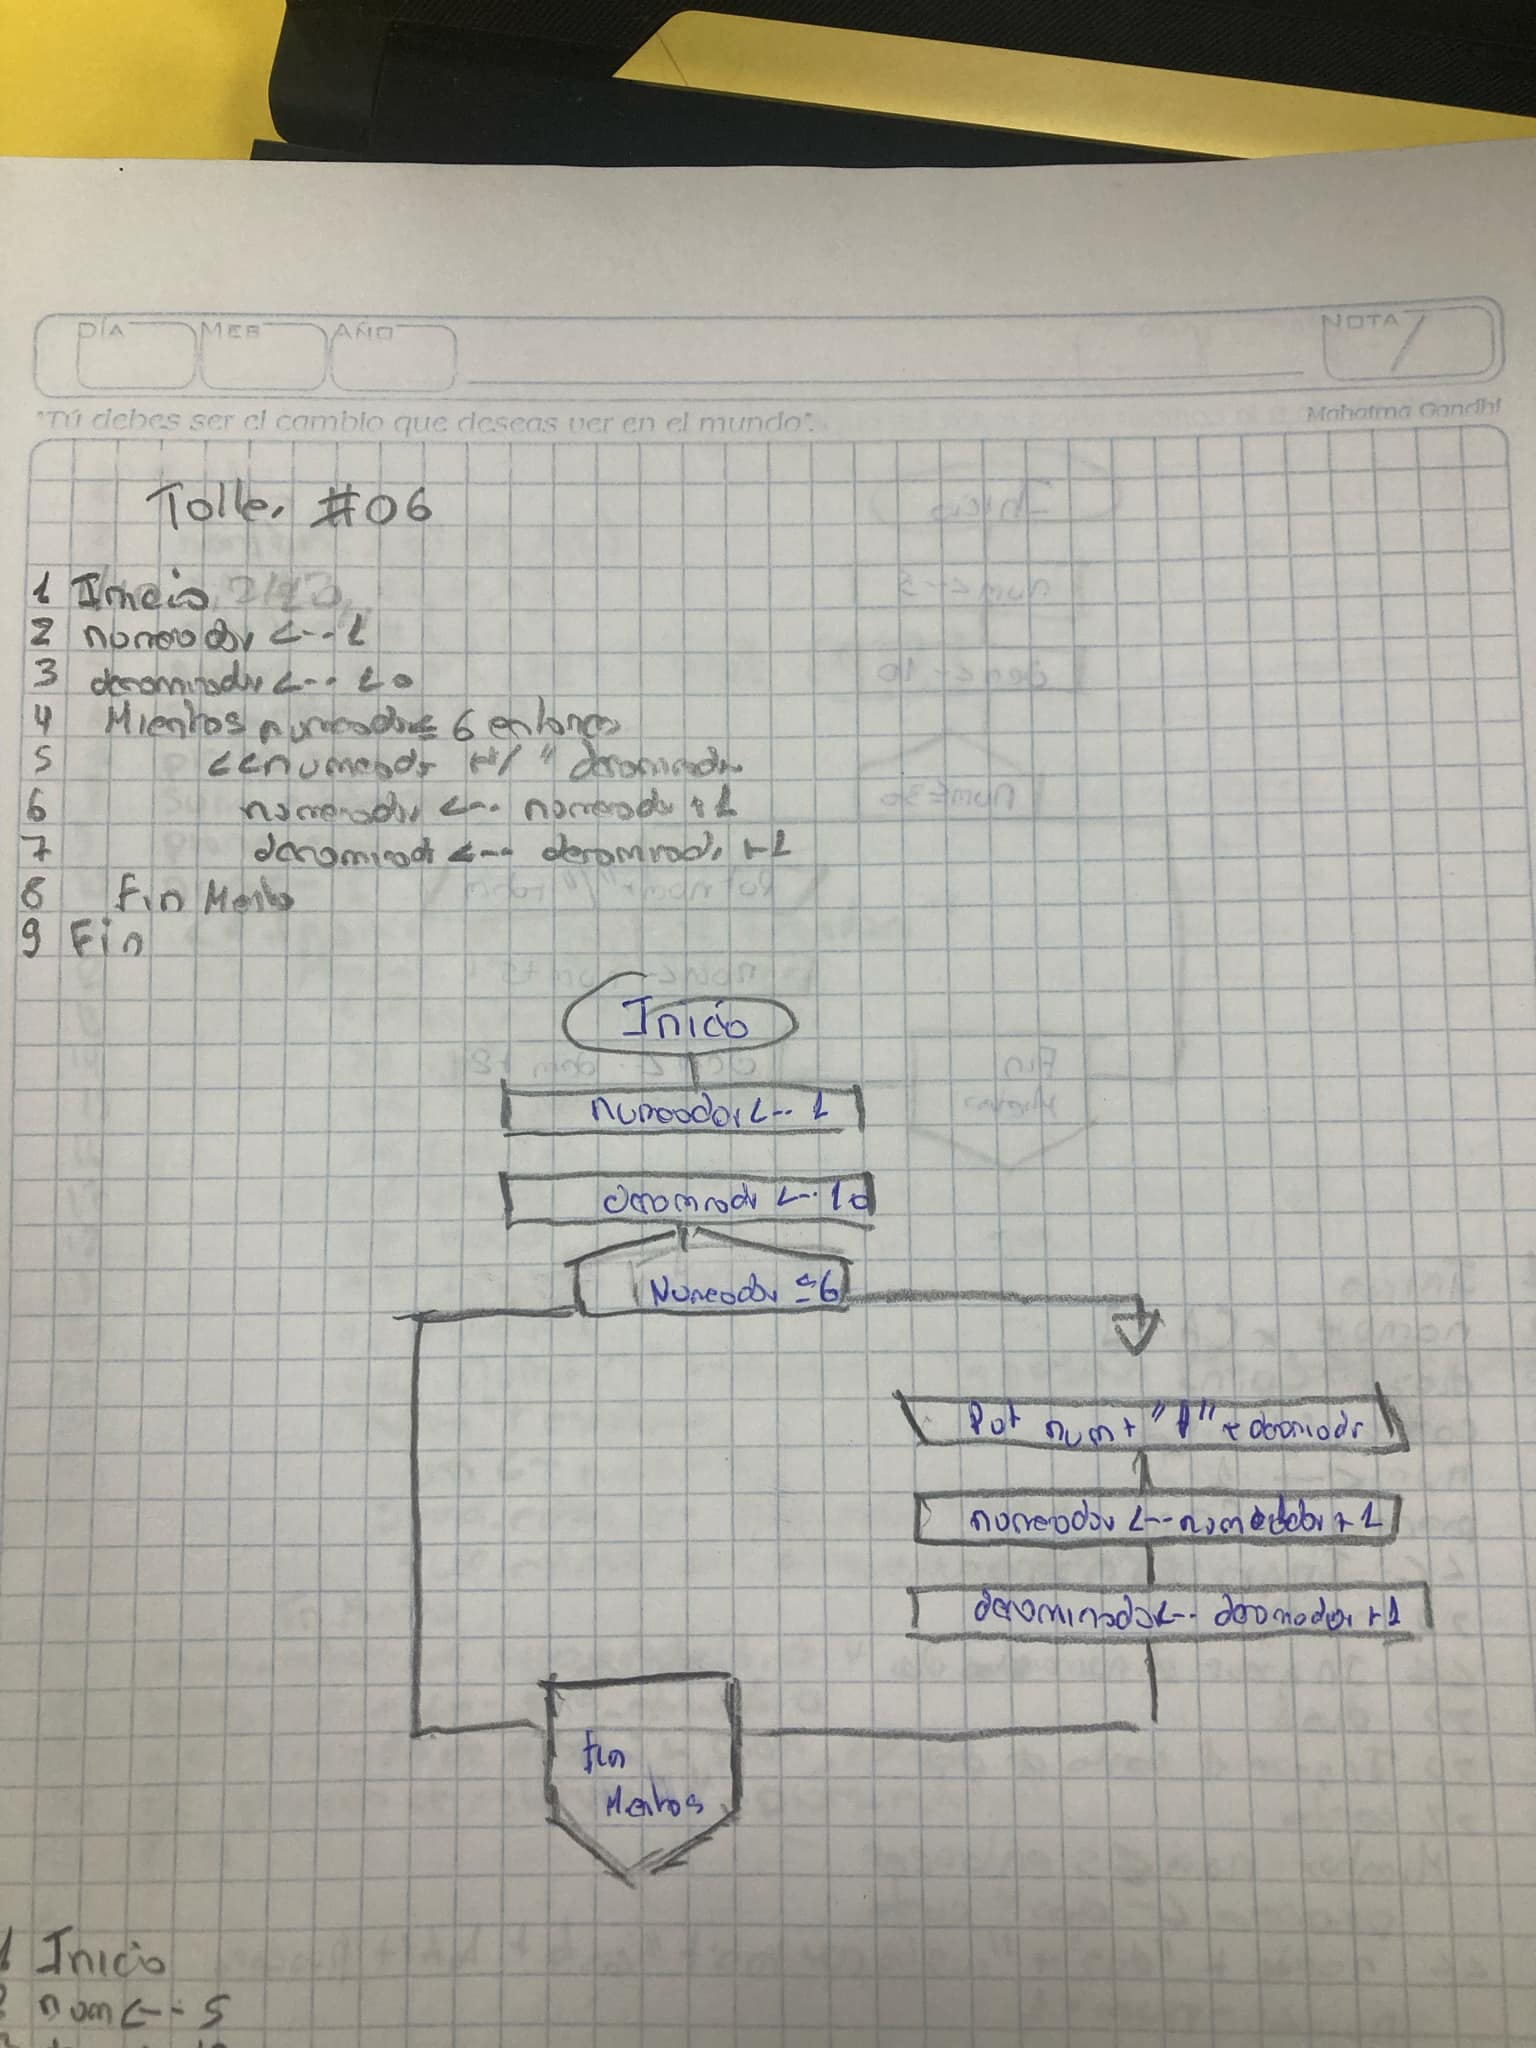 DÍA MES AÑO NOTA
"Tú debes ser el cambio que deseas ver en el mundo". Mahatma Gandhi
Taller #06
1 Inicio
2 numerador <-- 1
3 denominador <-- 10
4 Mientras numerador ≤ 6 entonces
5 <<numerador +"/" denominador
6 numerador <-- numerador +1
7 denominador <-- denominador +1
8 Fin Mientras
9 Fin
Inicio
numerador <-- 1
denominador <-- 10
Numerador ≤6
num + "/" + denominador
numerador <-- numerador +1
denominador <-- denominador +1
Fin
Mientras
1 Inicio
num <-- 5